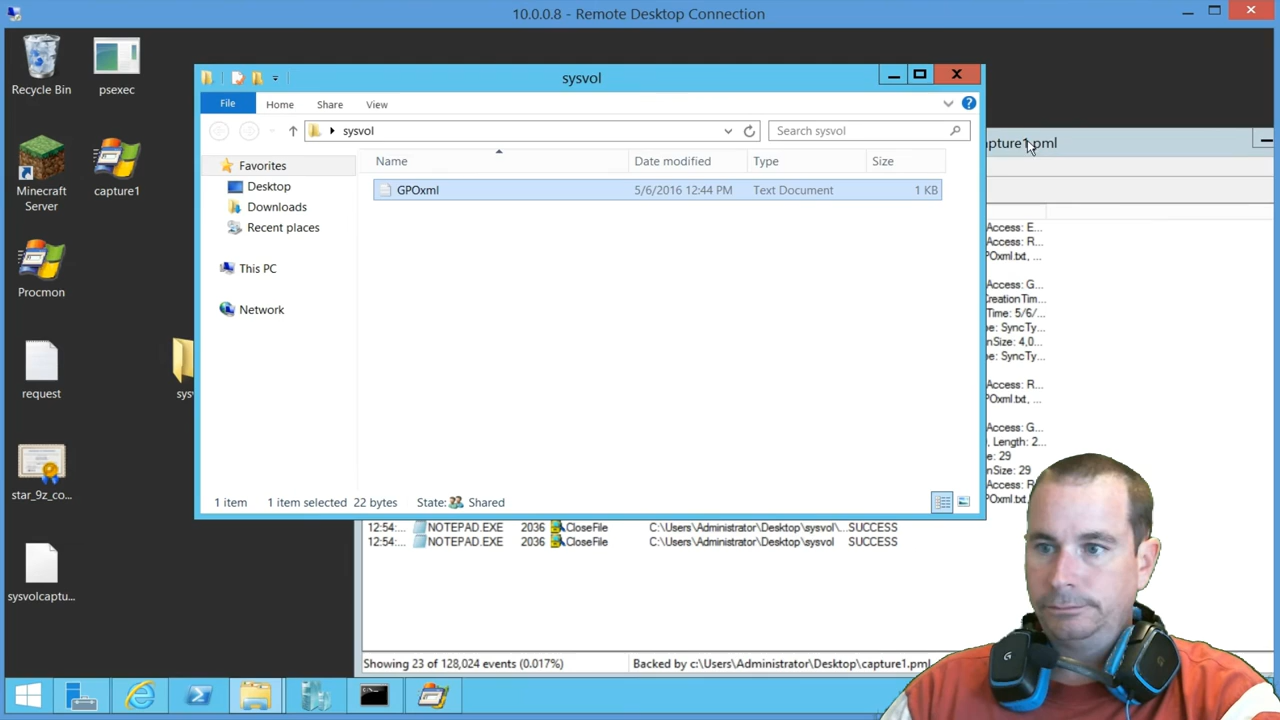 10.0.0.8 - Remote Desktop Connection
Recycle Bin
psexec
Minecraft
Server
capture1
Procmon
request
sys
star_9z_co...
sysvolcaptu...
sysvol
File
Home
Share
View
sysvol
Search sysvol
Favorites
Desktop
Downloads
Recent places
This PC
Network
Name
Date modified
Type
Size
GPOxml
5/6/2016 12:44 PM
Text Document
1 KB
1 item
1 item selected
22 bytes
State:
Shared
apture1.pml
Access: E...
Access: R...
POxml.txt, ...
Access: G...
CreationTim...
Time: 5/6/...
e: SyncTy...
nSize: 4,0...
e: SyncTy...
Access: R...
POxml.txt, ...
Access: G...
, Length: 2...
e: 29
nSize: 29
Access: R...
POxml.txt, ...
12:54:... NOTEPAD.EXE 2036 CloseFile C:\Users\Administrator\Desktop\sysvol\... SUCCESS
12:54:... NOTEPAD.EXE 2036 CloseFile C:\Users\Administrator\Desktop\sysvol SUCCESS
Showing 23 of 128,024 events (0.017%)
Backed by c:\Users\Administrator\Desktop\capture1.pml